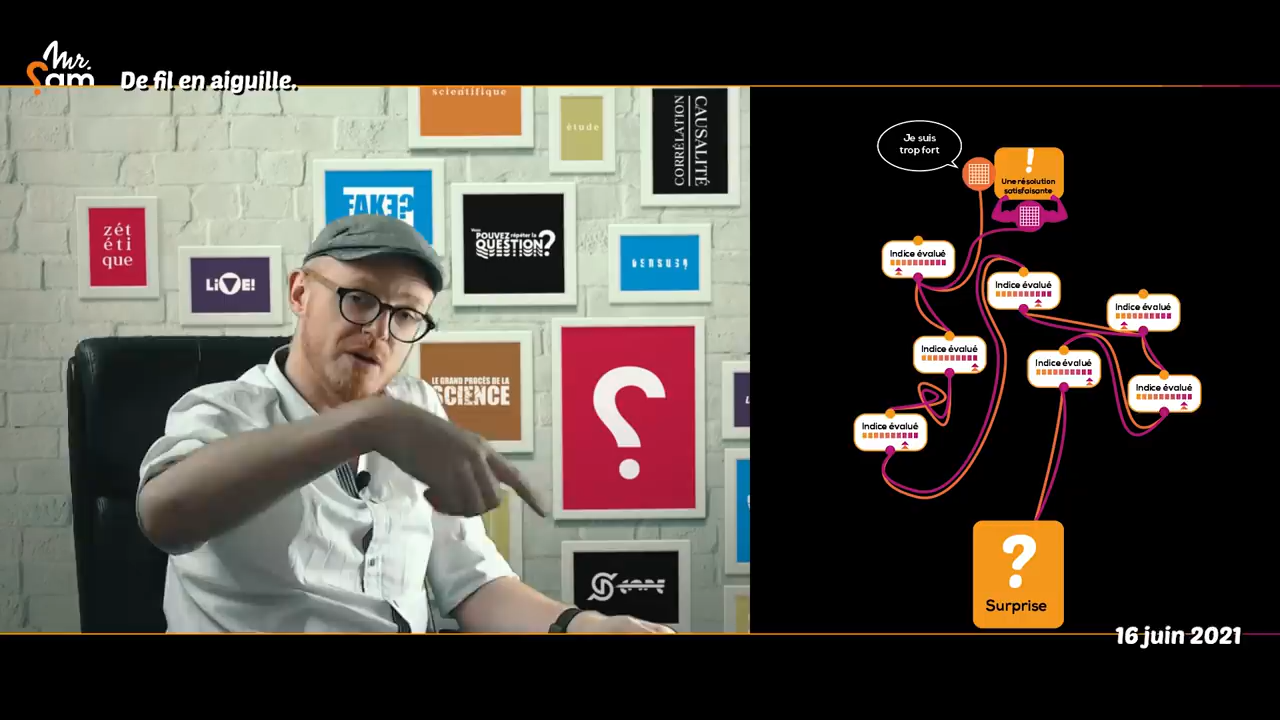 Mr.
Sam
De fil en aiguille.
scientifique
étude
CORRÉLATION
CAUSALITÉ
FAKE?
zét
éti
que
LiVE!
Vous
POUVEZ répéter la
QUESTION?
LE GRAND PROCÈS DE LA
SCIENCE
?
Je suis
trop fort
!
Une résolution
satisfaisante
Indice évalué
Indice évalué
Indice évalué
Indice évalué
Indice évalué
Indice évalué
Indice évalué
?
Surprise
16 juin 2021